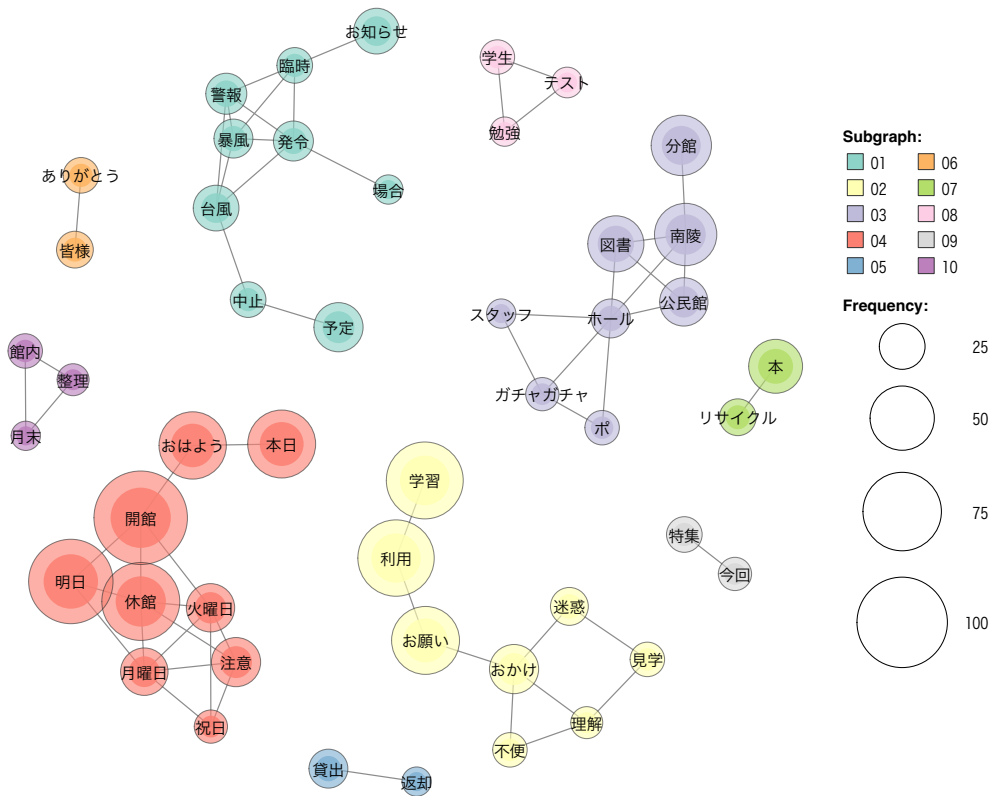 お知らせ
臨時
警報
暴風
発令
場合
台風
中止
予定
学生
テスト
勉強
ありがとう
皆様
分館
南陵
図書
公民館
ホール
スタッフ
ガチャガチャ
ポ
本
リサイクル
館内
整理
月末
おはよう
本日
開館
明日
休館
火曜日
月曜日
注意
祝日
学習
利用
お願い
おかけ
迷惑
見学
理解
不便
特集
今回
貸出
返却
Subgraph:
01
02
03
04
05
06
07
08
09
10
Frequency:
25
50
75
100